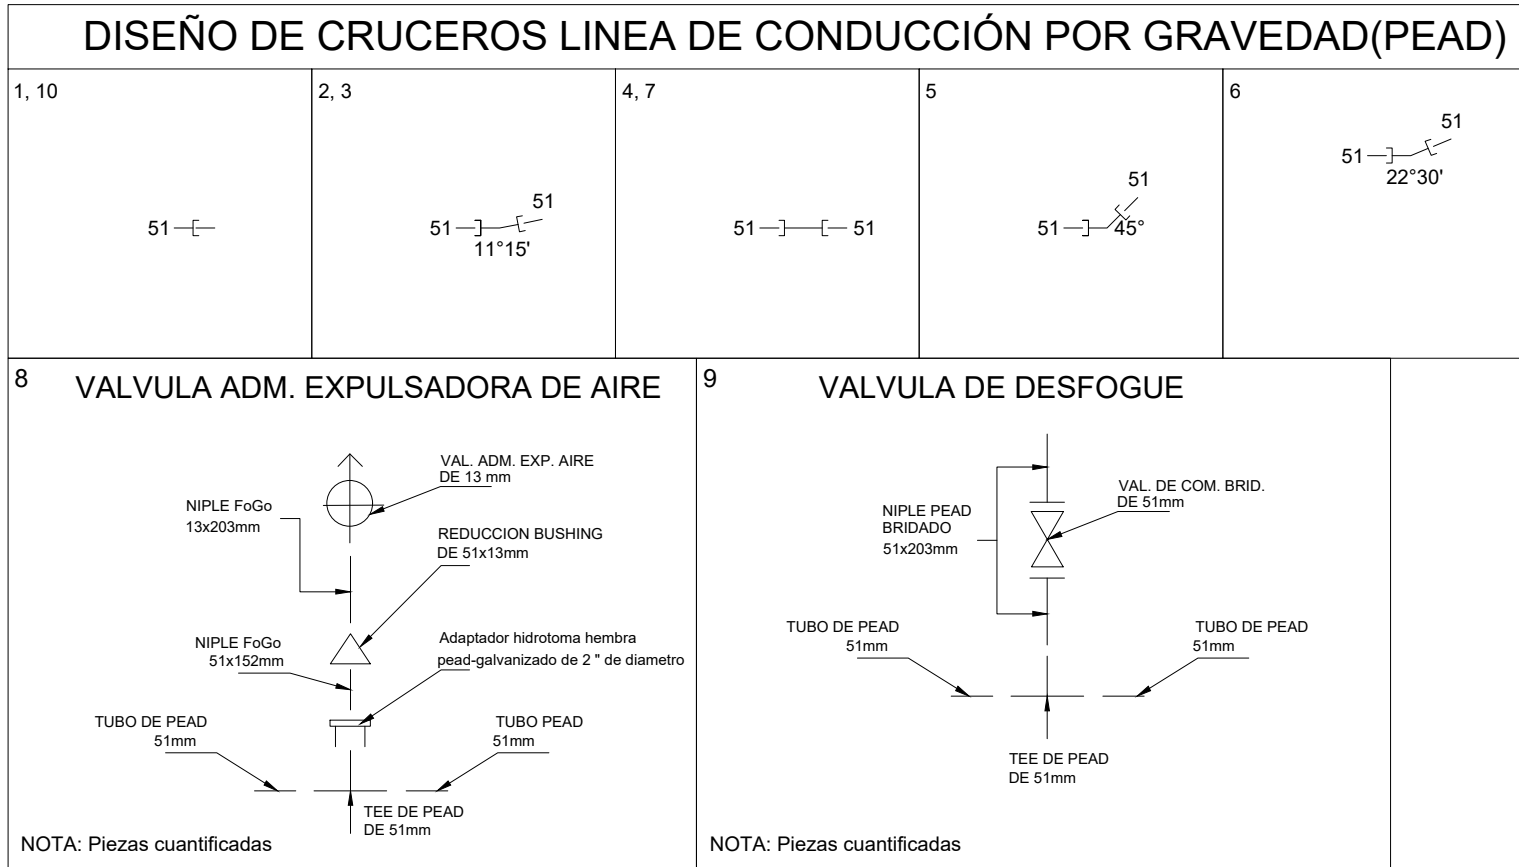 DISEÑO DE CRUCEROS LINEA DE CONDUCCIÓN POR GRAVEDAD(PEAD)
1, 10
51
2, 3
51
51
11°15'
4, 7
51
51
5
51
51
45°
6
51
51
22°30'
8
VALVULA ADM. EXPULSADORA DE AIRE
VAL. ADM. EXP. AIRE
DE 13 mm
NIPLE FoGo
13x203mm
REDUCCION BUSHING
DE 51x13mm
NIPLE FoGo
51x152mm
Adaptador hidrotoma hembra
pead-galvanizado de 2 " de diametro
TUBO DE PEAD
51mm
TUBO PEAD
51mm
TEE DE PEAD
DE 51mm
NOTA: Piezas cuantificadas
9
VALVULA DE DESFOGUE
VAL. DE COM. BRID.
DE 51mm
NIPLE PEAD
BRIDADO
51x203mm
TUBO DE PEAD
51mm
TUBO DE PEAD
51mm
TEE DE PEAD
DE 51mm
NOTA: Piezas cuantificadas